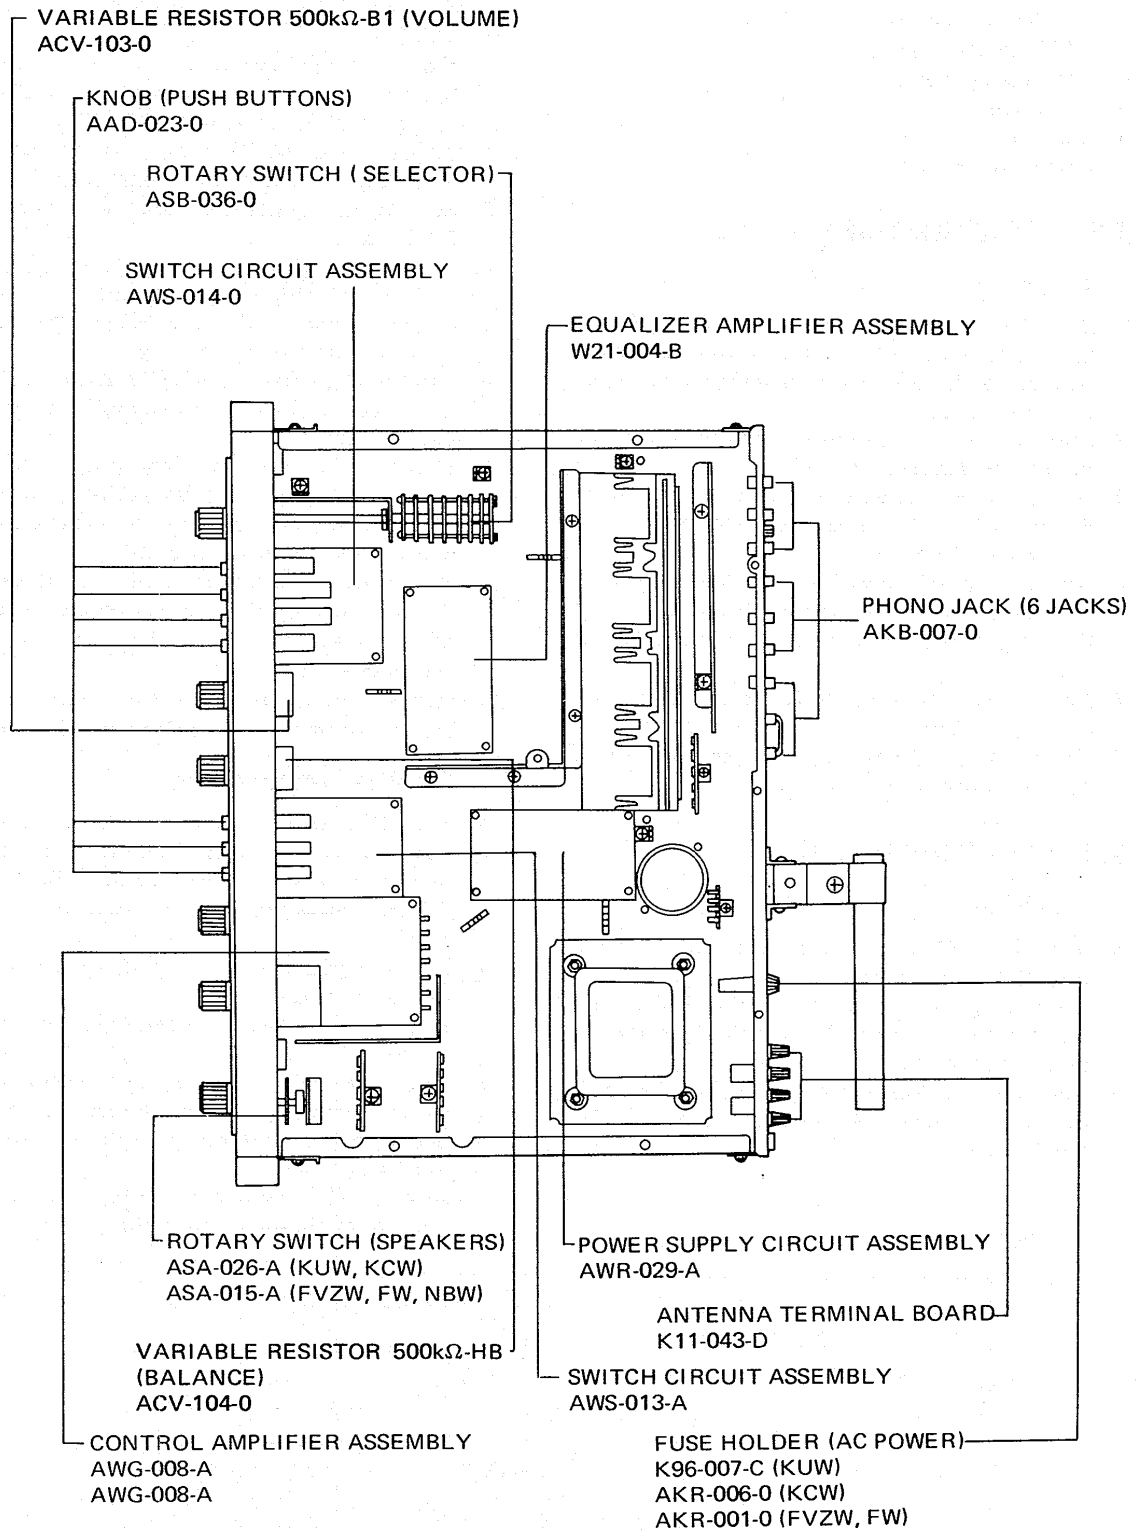 VARIABLE RESISTOR 500kΩ-B1 (VOLUME)
ACV-103-0
KNOB (PUSH BUTTONS)
AAD-023-0
ROTARY SWITCH ( SELECTOR)
ASB-036-0
SWITCH CIRCUIT ASSEMBLY
AWS-014-0
EQUALIZER AMPLIFIER ASSEMBLY
W21-004-B
PHONO JACK (6 JACKS)
AKB-007-0
ROTARY SWITCH (SPEAKERS)
ASA-026-A (KUW, KCW)
ASA-015-A (FVZW, FW, NBW)
POWER SUPPLY CIRCUIT ASSEMBLY
AWR-029-A
ANTENNA TERMINAL BOARD
K11-043-D
VARIABLE RESISTOR 500kΩ-HB
(BALANCE)
ACV-104-0
SWITCH CIRCUIT ASSEMBLY
AWS-013-A
CONTROL AMPLIFIER ASSEMBLY
AWG-008-A
AWG-008-A
FUSE HOLDER (AC POWER)
K96-007-C (KUW)
AKR-006-0 (KCW)
AKR-001-0 (FVZW, FW)